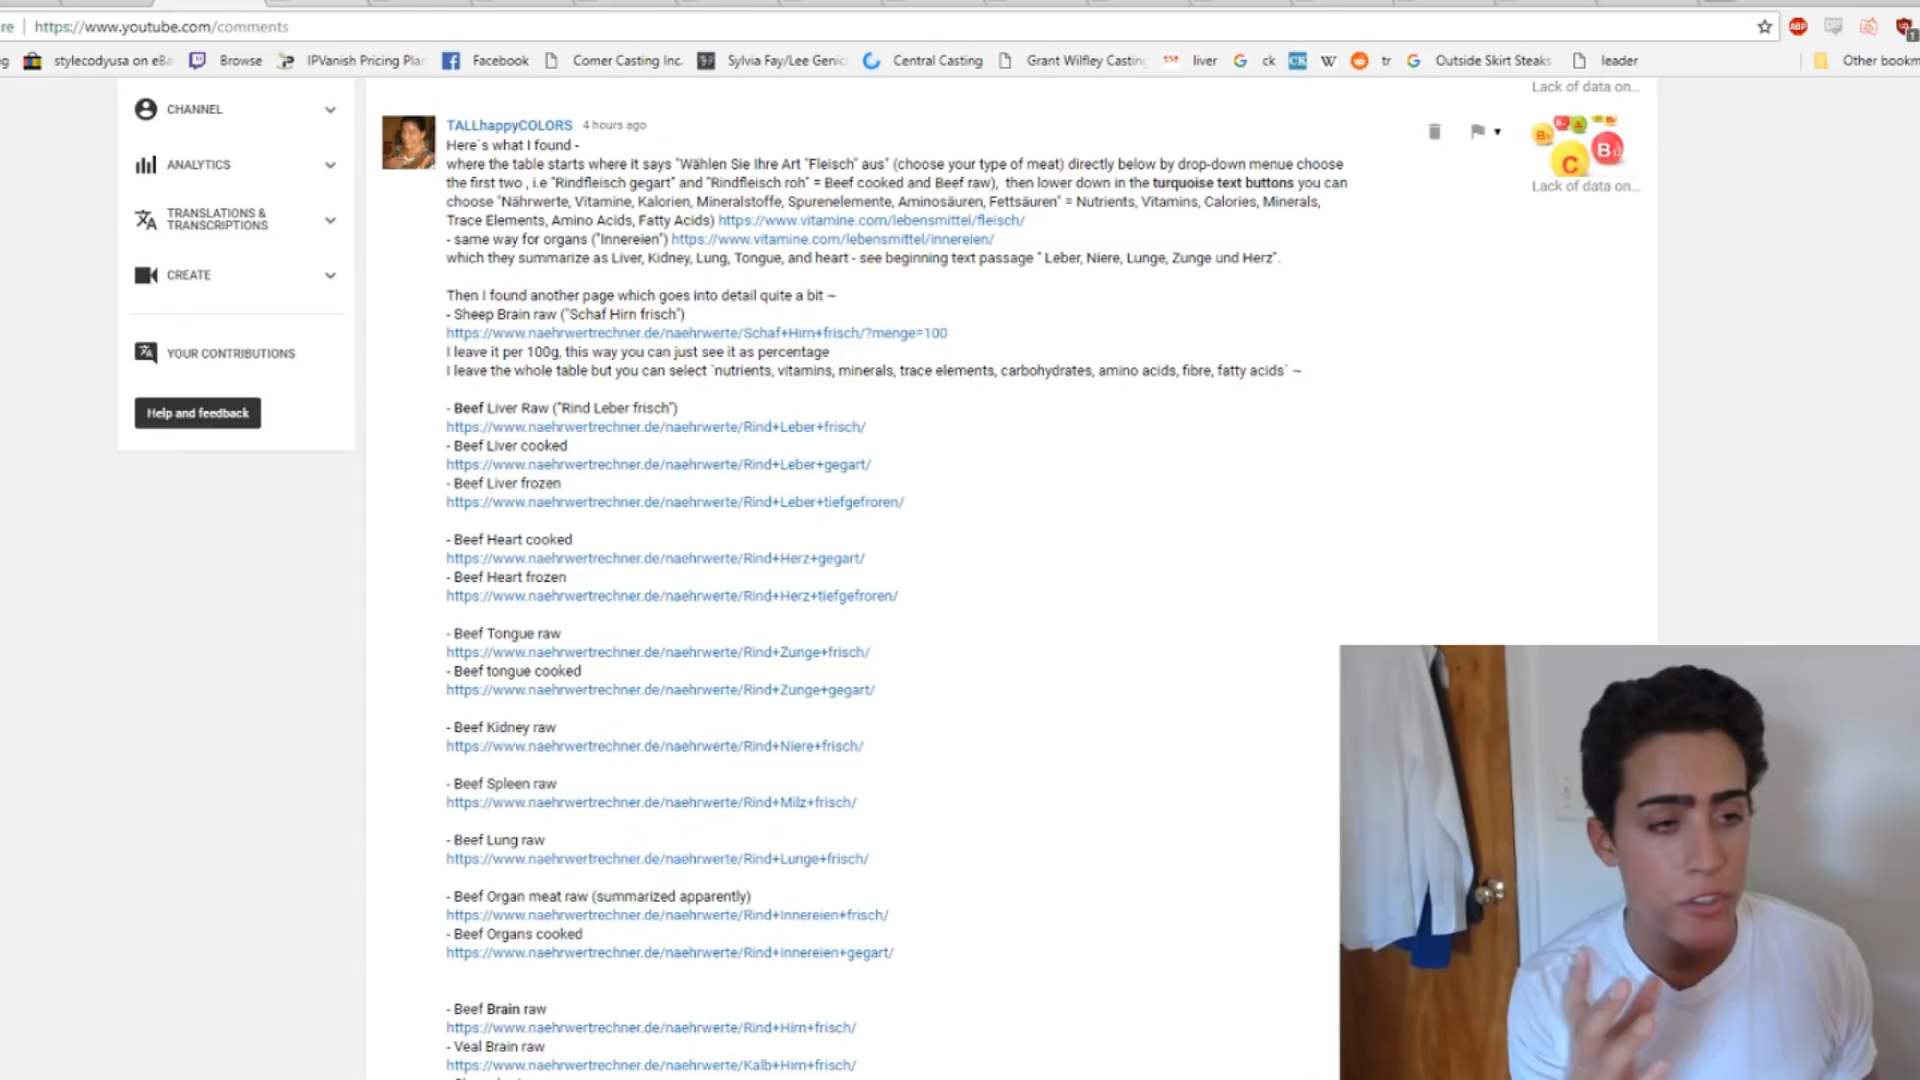 re https://www.youtube.com/comments
g stylecodyusa on eBa Browse IPVanish Pricing Plan Facebook Comer Casting Inc. Sylvia Fay/Lee Genic Central Casting Grant Wilfley Casting liver ck CK W tr Outside Skirt Steaks leader Other bookm
Lack of data on...
CHANNEL
ANALYTICS
TRANSLATIONS &
TRANSCRIPTIONS
CREATE
YOUR CONTRIBUTIONS
Help and feedback
TALLhappyCOLORS 4 hours ago
Here´s what I found -
where the table starts where it says "Wählen Sie Ihre Art "Fleisch" aus" (choose your type of meat) directly below by drop-down menue choose
the first two , i.e "Rindfleisch gegart" and "Rindfleisch roh" = Beef cooked and Beef raw), then lower down in the turquoise text buttons you can
choose "Nährwerte, Vitamine, Kalorien, Mineralstoffe, Spurenelemente, Aminosäuren, Fettsäuren" = Nutrients, Vitamins, Calories, Minerals,
Trace Elements, Amino Acids, Fatty Acids) https://www.vitamine.com/lebensmittel/fleisch/
- same way for organs ("Innereien") https://www.vitamine.com/lebensmittel/innereien/
which they summarize as Liver, Kidney, Lung, Tongue, and heart - see beginning text passage " Leber, Niere, Lunge, Zunge und Herz".
Then I found another page which goes into detail quite a bit ~
- Sheep Brain raw ("Schaf Hirn frisch")
https://www.naehrwertrechner.de/naehrwerte/Schaf+Hirn+frisch/?menge=100
I leave it per 100g, this way you can just see it as percentage
I leave the whole table but you can select ´nutrients, vitamins, minerals, trace elements, carbohydrates, amino acids, fibre, fatty acids´ ~
- Beef Liver Raw ("Rind Leber frisch")
https://www.naehrwertrechner.de/naehrwerte/Rind+Leber+frisch/
- Beef Liver cooked
https://www.naehrwertrechner.de/naehrwerte/Rind+Leber+gegart/
- Beef Liver frozen
https://www.naehrwertrechner.de/naehrwerte/Rind+Leber+tiefgefroren/
- Beef Heart cooked
https://www.naehrwertrechner.de/naehrwerte/Rind+Herz+gegart/
- Beef Heart frozen
https://www.naehrwertrechner.de/naehrwerte/Rind+Herz+tiefgefroren/
- Beef Tongue raw
https://www.naehrwertrechner.de/naehrwerte/Rind+Zunge+frisch/
- Beef tongue cooked
https://www.naehrwertrechner.de/naehrwerte/Rind+Zunge+gegart/
- Beef Kidney raw
https://www.naehrwertrechner.de/naehrwerte/Rind+Niere+frisch/
- Beef Spleen raw
https://www.naehrwertrechner.de/naehrwerte/Rind+Milz+frisch/
- Beef Lung raw
https://www.naehrwertrechner.de/naehrwerte/Rind+Lunge+frisch/
- Beef Organ meat raw (summarized apparently)
https://www.naehrwertrechner.de/naehrwerte/Rind+Innereien+frisch/
- Beef Organs cooked
https://www.naehrwertrechner.de/naehrwerte/Rind+Innereien+gegart/
- Beef Brain raw
https://www.naehrwertrechner.de/naehrwerte/Rind+Hirn+frisch/
- Veal Brain raw
https://www.naehrwertrechner.de/naehrwerte/Kalb+Hirn+frisch/
C
Lack of data on...
ABP
1